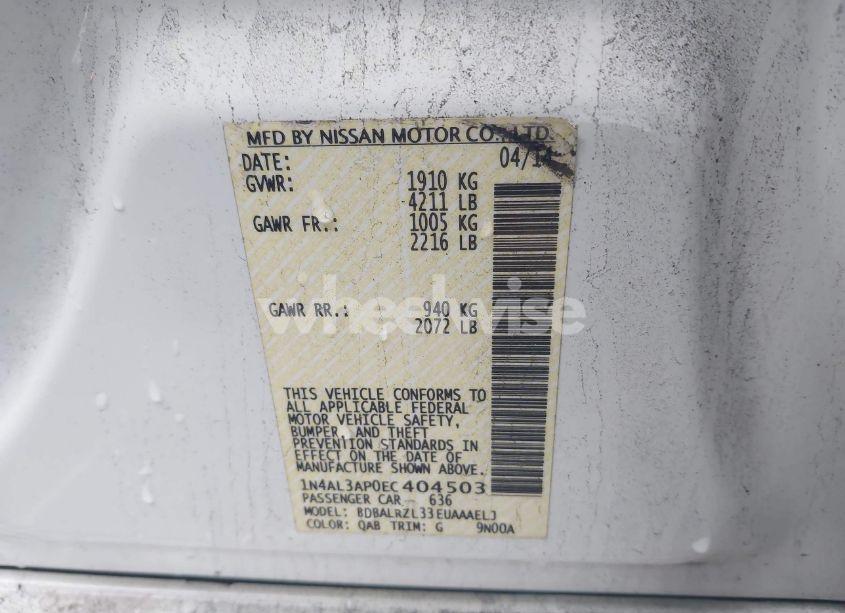 MFD BY NISSAN MOTOR CO., LTD.
DATE: 04/14
GVWR: 1910 KG
4211 LB
GAWR FR.: 1005 KG
2216 LB
GAWR RR.: 940 KG
2072 LB
wheelwise
THIS VEHICLE CONFORMS TO
ALL APPLICABLE FEDERAL
MOTOR VEHICLE SAFETY,
BUMPER, AND THEFT
PREVENTION STANDARDS IN
EFFECT ON THE DATE OF
MANUFACTURE SHOWN ABOVE.
1N4AL3AP0EC404503
PASSENGER CAR 636
MODEL: BDBALRZL33EUAAAELJ
COLOR: QAB TRIM: G 9N00A